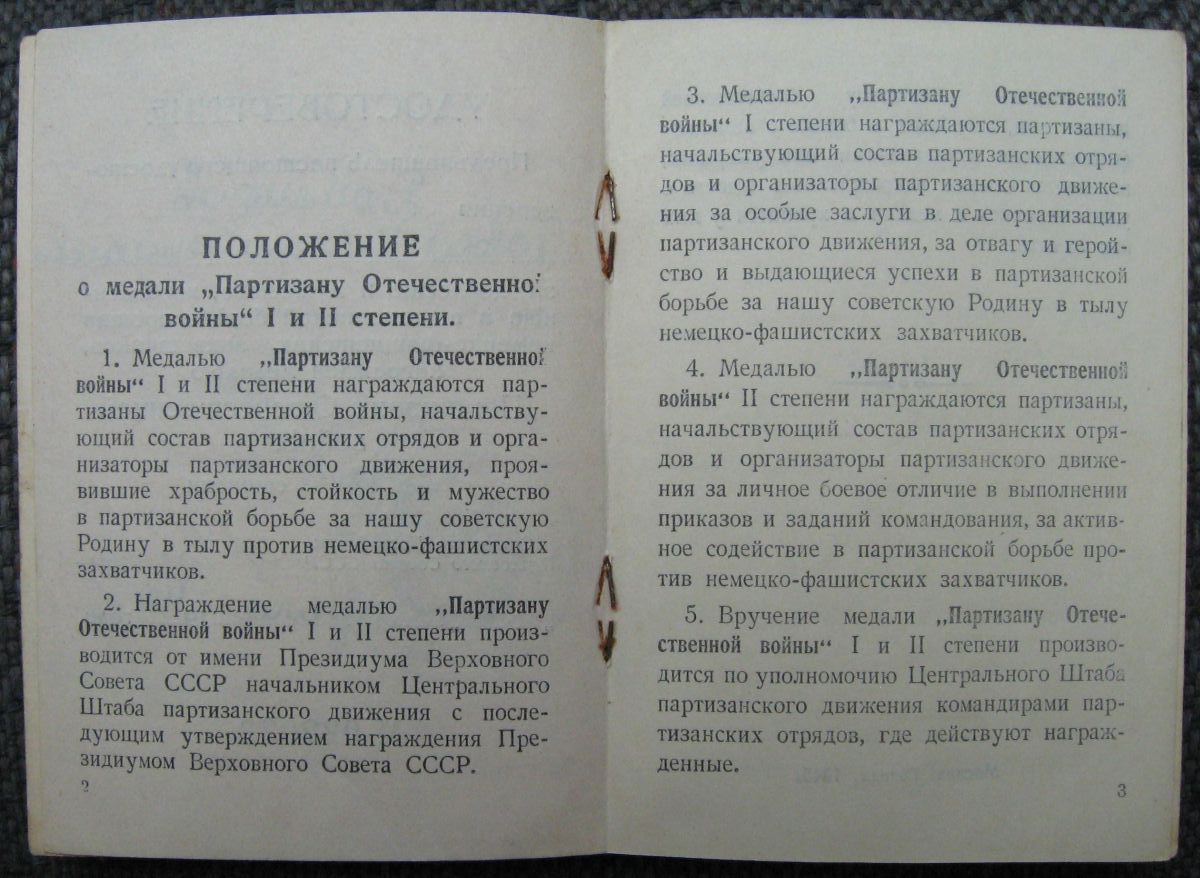 ПОЛОЖЕНИЕ
о медали „Партизану Отечественной
войны“ I и II степени.
1. Медалью „Партизану Отечественной
войны“ I и II степени награждаются пар-
тизаны Отечественной войны, начальству-
ющий состав партизанских отрядов и орга-
низаторы партизанского движения, проя-
вившие храбрость, стойкость и мужество
в партизанской борьбе за нашу советскую
Родину в тылу против немецко-фашистских
захватчиков.
2. Награждение медалью „Партизану
Отечественной войны“ I и II степени произ-
водится от имени Президиума Верховного
Совета СССР начальником Центрального
Штаба партизанского движения с после-
дующим утверждением награждения Пре-
зидиумом Верховного Совета СССР.
2
3. Медалью „Партизану Отечественной
войны“ I степени награждаются партизаны,
начальствующий состав партизанских отря-
дов и организаторы партизанского движе-
ния за особые заслуги в деле организации
партизанского движения, за отвагу и герой-
ство и выдающиеся успехи в партизанской
борьбе за нашу советскую Родину в тылу
немецко-фашистских захватчиков.
4. Медалью „Партизану Отечественной
войны“ II степени награждаются партизаны,
начальствующий состав партизанских отря-
дов и организаторы партизанского движе-
ния за личное боевое отличие в выполнении
приказов и заданий командования, за актив-
ное содействие в партизанской борьбе про-
тив немецко-фашистских захватчиков.
5. Вручение медали „Партизану Отече-
ственной войны“ I и II степени произво-
дится по уполномочию Центрального Штаба
партизанского движения командирами пар-
тизанских отрядов, где действуют награж-
денные.
3